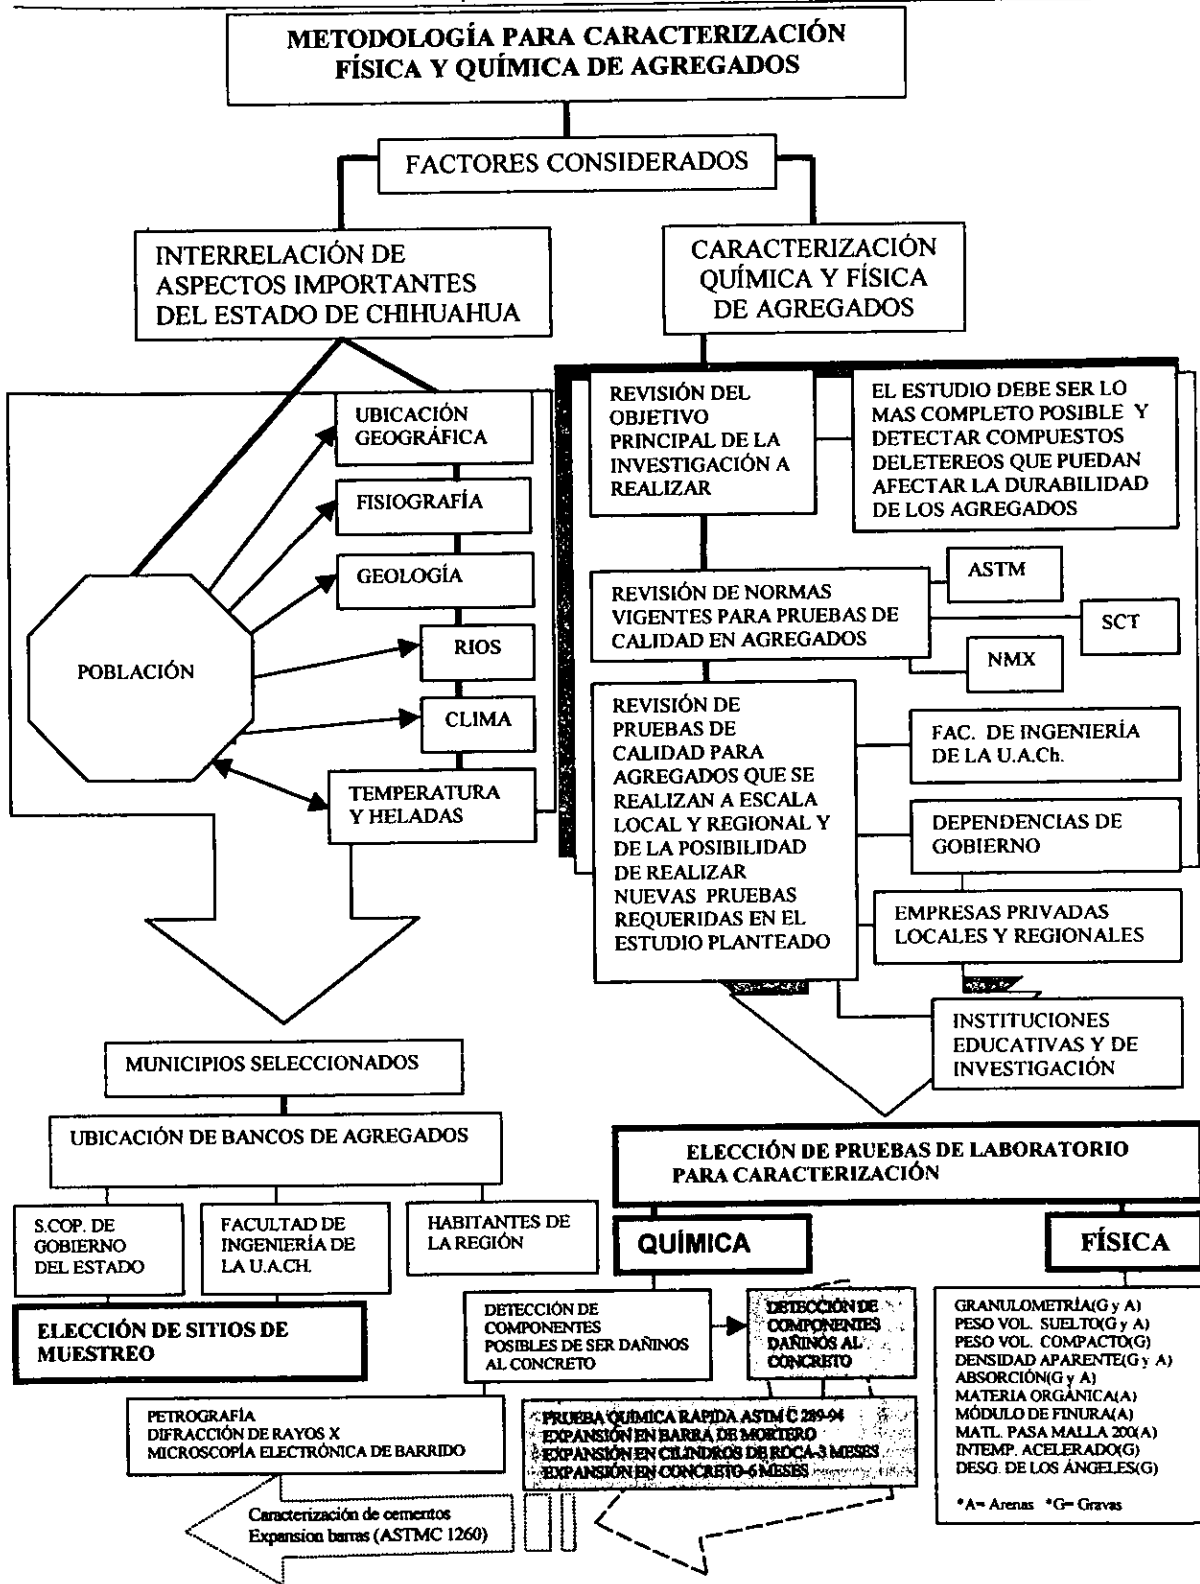 METODOLOGÍA PARA CARACTERIZACIÓN
FÍSICA Y QUÍMICA DE AGREGADOS
FACTORES CONSIDERADOS
INTERRELACIÓN DE
ASPECTOS IMPORTANTES
DEL ESTADO DE CHIHUAHUA
CARACTERIZACIÓN
QUÍMICA Y FÍSICA
DE AGREGADOS
UBICACIÓN
GEOGRÁFICA
FISIOGRAFÍA
GEOLOGÍA
RIOS
CLIMA
TEMPERATURA
Y HELADAS
POBLACIÓN
REVISIÓN DEL
OBJETIVO
PRINCIPAL DE LA
INVESTIGACIÓN A
REALIZAR
EL ESTUDIO DEBE SER LO
MAS COMPLETO POSIBLE Y
DETECTAR COMPUESTOS
DELETEREOS QUE PUEDAN
AFECTAR LA DURABILIDAD
DE LOS AGREGADOS
REVISIÓN DE NORMAS
VIGENTES PARA PRUEBAS DE
CALIDAD EN AGREGADOS
ASTM
SCT
NMX
REVISIÓN DE
PRUEBAS DE
CALIDAD PARA
AGREGADOS QUE SE
REALIZAN A ESCALA
LOCAL Y REGIONAL Y
DE LA POSIBILIDAD
DE REALIZAR
NUEVAS PRUEBAS
REQUERIDAS EN EL
ESTUDIO PLANTEADO
FAC. DE INGENIERÍA
DE LA U.A.Ch.
DEPENDENCIAS DE
GOBIERNO
EMPRESAS PRIVADAS
LOCALES Y REGIONALES
INSTITUCIONES
EDUCATIVAS Y DE
INVESTIGACIÓN
MUNICIPIOS SELECCIONADOS
UBICACIÓN DE BANCOS DE AGREGADOS
S.COP. DE
GOBIERNO
DEL ESTADO
FACULTAD DE
INGENIERÍA DE
LA U.A.CH.
HABITANTES DE
LA REGIÓN
ELECCIÓN DE SITIOS DE
MUESTREO
ELECCIÓN DE PRUEBAS DE LABORATORIO
PARA CARACTERIZACIÓN
QUÍMICA
FÍSICA
DETECCIÓN DE
COMPONENTES
POSIBLES DE SER DAÑINOS
AL CONCRETO
DETECCIÓN DE
COMPONENTES
DAÑINOS AL
CONCRETO
PETROGRAFÍA
DIFRACCIÓN DE RAYOS X
MICROSCOPÍA ELECTRÓNICA DE BARRIDO
PRUEBA QUÍMICA RAPIDA ASTM C 289-94
EXPANSIÓN EN BARRA DE MORTERO
EXPANSIÓN EN CILINDROS DE ROCA-3 MESES
EXPANSIÓN EN CONCRETO-6 MESES
GRANULOMETRÍA(G y A)
PESO VOL. SUELTO(G y A)
PESO VOL. COMPACTO(G)
DENSIDAD APARENTE(G y A)
ABSORCIÓN(G y A)
MATERIA ORGÁNICA(A)
MÓDULO DE FINURA(A)
MATL. PASA MALLA 200(A)
INTEMP. ACELERADO(G)
DESG. DE LOS ÁNGELES(G)
*A= Arenas *G= Gravas
Caracterización de cementos
Expansion barras (ASTMC 1260)